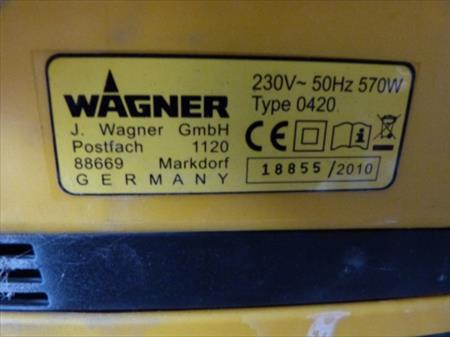 WAGNER
J. Wagner GmbH
Postfach 1120
88669 Markdorf
GERMANY
230V~ 50Hz 570W
Type 0420
CE
i
18855/2010